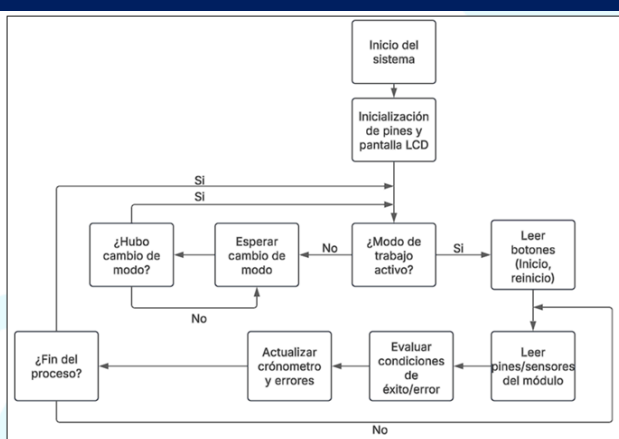 Inicio del
sistema
Inicialización
de pines y
pantalla LCD
Si
Si
¿Hubo
cambio de
modo?
Esperar
cambio de
modo
No
¿Modo de
trabajo
activo?
Si
Leer
botones
(Inicio,
reinicio)
No
¿Fin del
proceso?
Actualizar
crónometro
y errores
Evaluar
condiciones
de
éxito/error
Leer
pines/sensores
del módulo
No